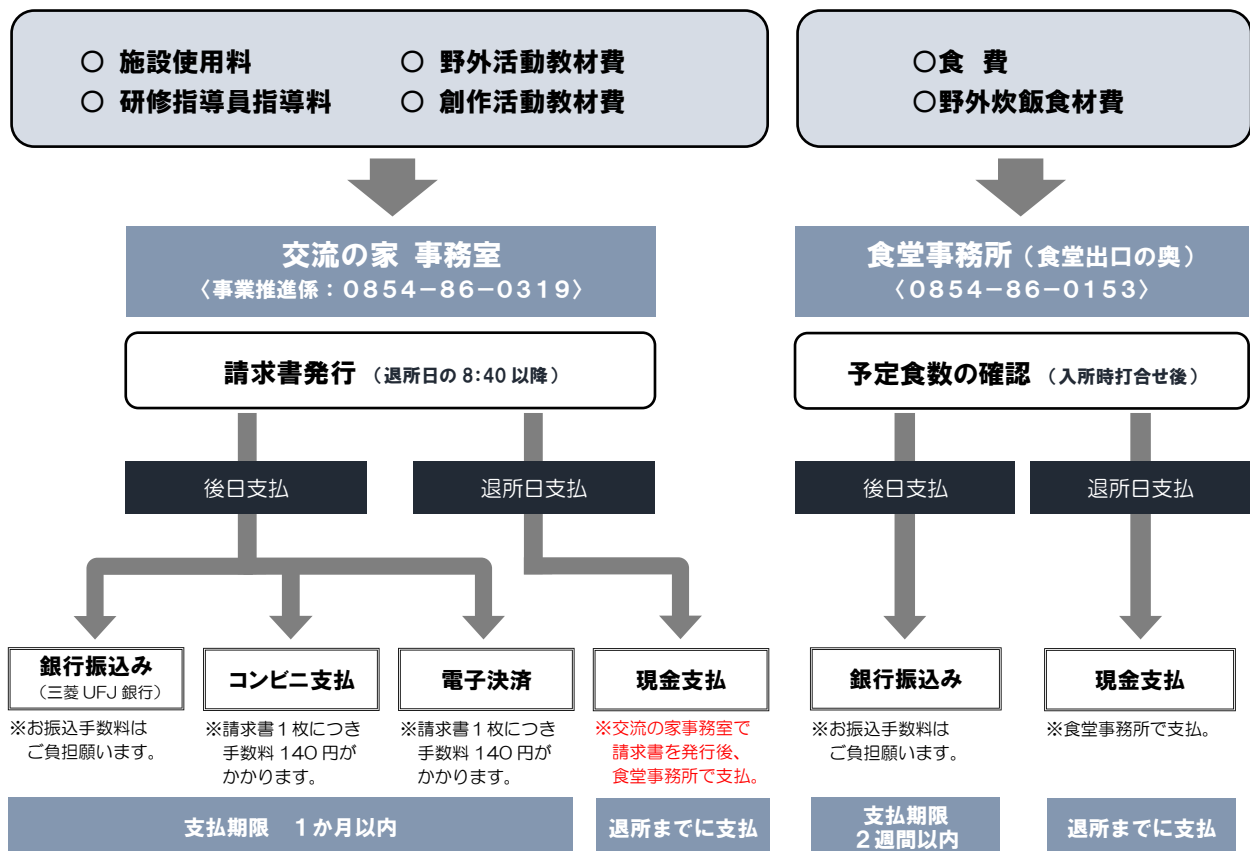 ○ 施設使用料
○ 野外活動教材費
○ 研修指導員指導料
○ 創作活動教材費
○食 費
○野外炊飯食材費
交流の家 事務室
〈事業推進係：０８５４－８６－０３１９〉
食堂事務所（食堂出口の奥）
〈０８５４－８６－０１５３〉
請求書発行 （退所日の 8:40 以降）
予定食数の確認 （入所時打合せ後）
後日支払
退所日支払
後日支払
退所日支払
銀行振込み
（三菱 UFJ 銀行）
※お振込手数料は
ご負担願います。
コンビニ支払
※請求書１枚につき
手数料 140 円が
かかります。
電子決済
※請求書１枚につき
手数料 140 円が
かかります。
現金支払
※交流の家事務室で
請求書を発行後、
食堂事務所で支払。
銀行振込み
※お振込手数料は
ご負担願います。
現金支払
※食堂事務所で支払。
支払期限　１か月以内
退所までに支払
支払期限
２週間以内
退所までに支払